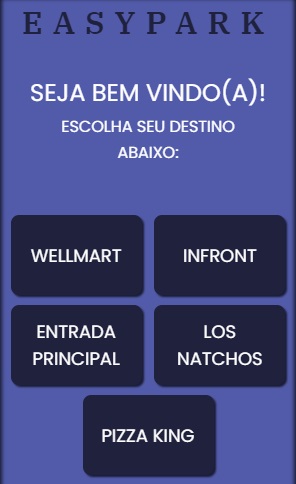 EASYPARK
SEJA BEM VINDO(A)!
ESCOLHA SEU DESTINO
ABAIXO:
WELLMART
INFRONT
ENTRADA
PRINCIPAL
LOS
NATCHOS
PIZZA KING